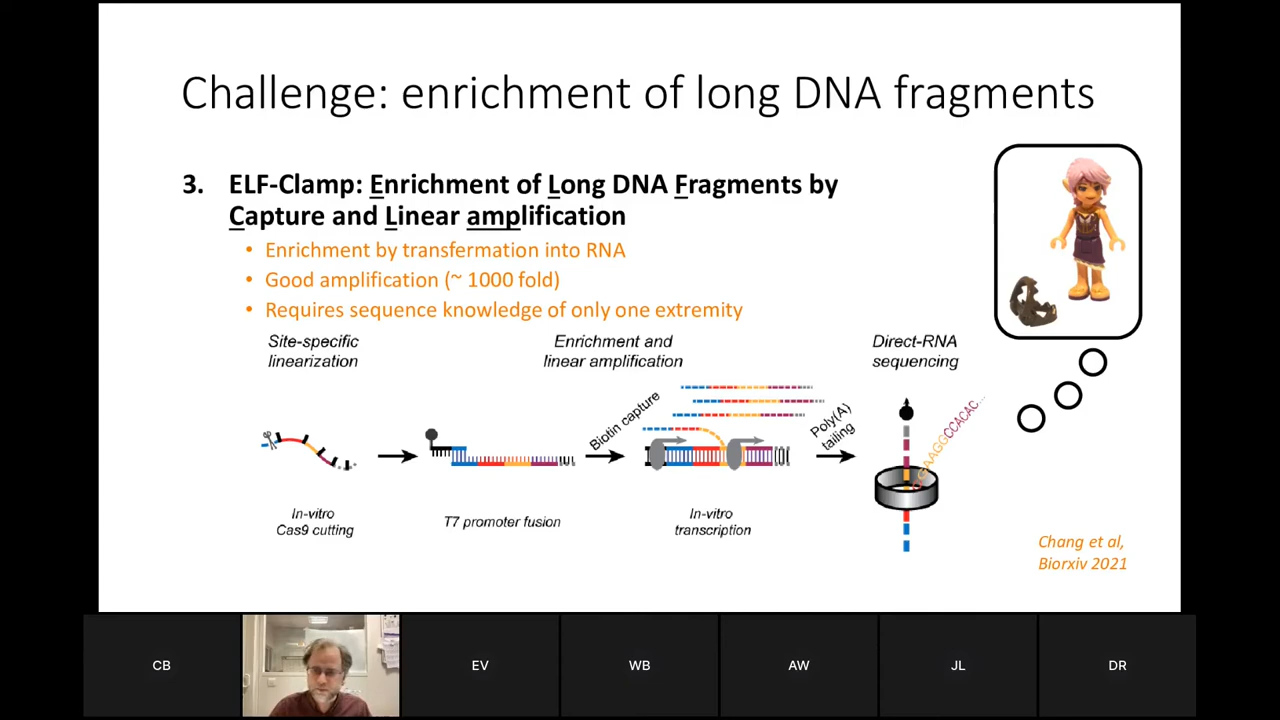 Challenge: enrichment of long DNA fragments
3. ELF-Clamp: Enrichment of Long DNA Fragments by
Capture and Linear amplification
• Enrichment by transfermation into RNA
• Good amplification (~ 1000 fold)
• Requires sequence knowledge of only one extremity
Site-specific
linearization
Enrichment and
linear amplification
Direct-RNA
sequencing
Biotin capture
Poly(A)
tailing
In-vitro
Cas9 cutting
T7 promoter fusion
In-vitro
transcription
AAGGCCACAC...
Chang et al,
Biorxiv 2021
CB
EV
WB
AW
JL
DR